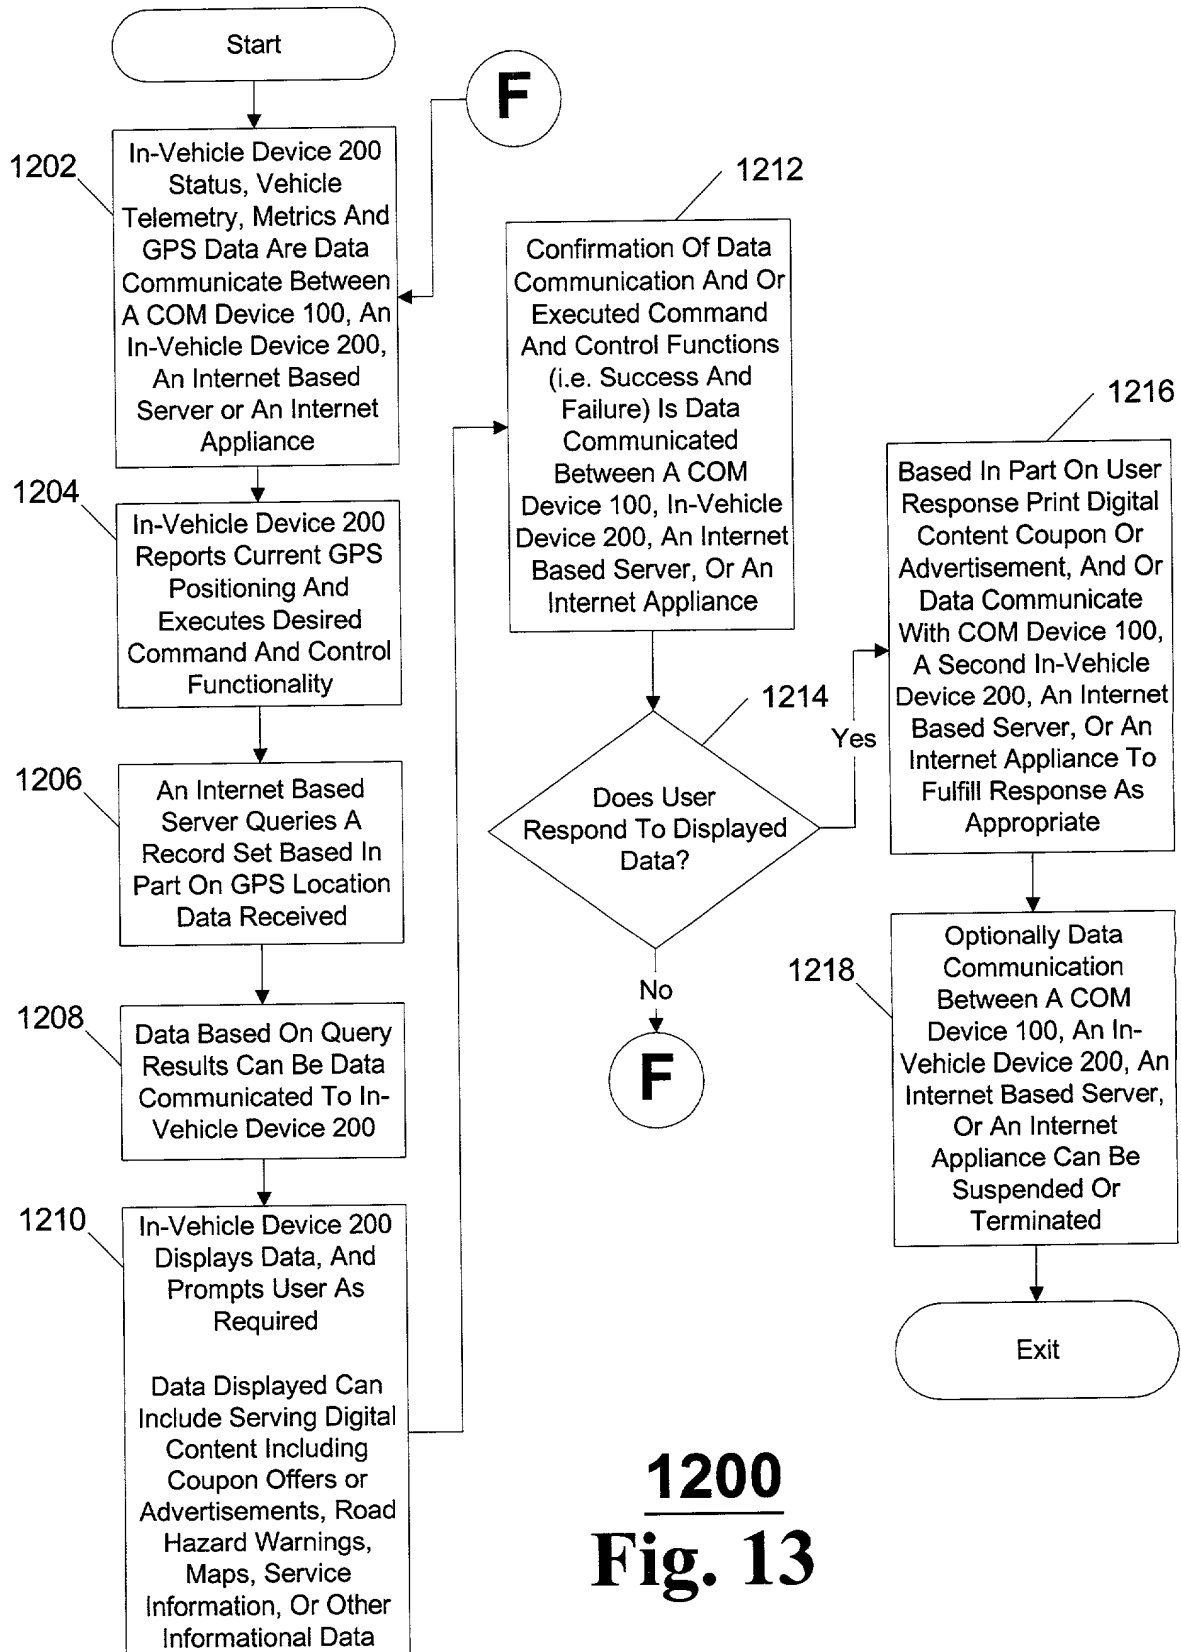 Start
F
1202
In-Vehicle Device 200
Status, Vehicle
Telemetry, Metrics And
GPS Data Are Data
Communicate Between
A COM Device 100, An
In-Vehicle Device 200,
An Internet Based
Server or An Internet
Appliance
1204
In-Vehicle Device 200
Reports Current GPS
Positioning And
Executes Desired
Command And Control
Functionality
1206
An Internet Based
Server Queries A
Record Set Based In
Part On GPS Location
Data Received
1208
Data Based On Query
Results Can Be Data
Communicated To In-
Vehicle Device 200
1210
In-Vehicle Device 200
Displays Data, And
Prompts User As
Required
Data Displayed Can
Include Serving Digital
Content Including
Coupon Offers or
Advertisements, Road
Hazard Warnings,
Maps, Service
Information, Or Other
Informational Data
1212
Confirmation Of Data
Communication And Or
Executed Command
And Control Functions
(i.e. Success And
Failure) Is Data
Communicated
Between A COM
Device 100, In-Vehicle
Device 200, An Internet
Based Server, Or An
Internet Appliance
1214
Does User
Respond To Displayed
Data?
Yes
No
F
1216
Based In Part On User
Response Print Digital
Content Coupon Or
Advertisement, And Or
Data Communicate
With COM Device 100,
A Second In-Vehicle
Device 200, An Internet
Based Server, Or An
Internet Appliance To
Fulfill Response As
Appropriate
1218
Optionally Data
Communication
Between A COM
Device 100, An In-
Vehicle Device 200, An
Internet Based Server,
Or An Internet
Appliance Can Be
Suspended Or
Terminated
Exit
1200
Fig. 13